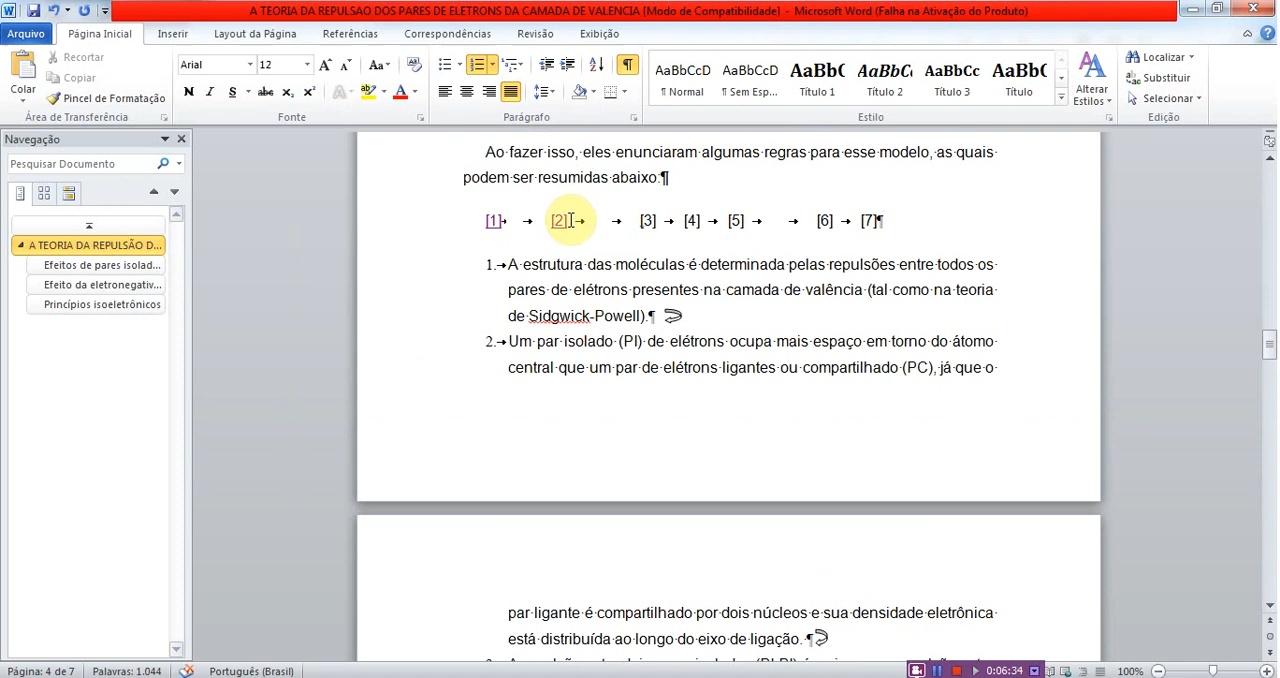 A TEORIA DA REPULSAO DOS PARES DE ELETRONS DA CAMADA DE VALENCIA [Modo de Compatibilidade] - Microsoft Word (Falha na Ativação do Produto)
Arquivo Página Inicial Inserir Layout da Página Referências Correspondências Revisão Exibição
Colar
Recortar
Copiar
Pincel de Formatação
Área de Transferência
Arial 12
N I S abc x₂ x²
Fonte
Parágrafo
AaBbCcD AaBbCcD AaBbC AaBbCc AaBbCc AaBbC
¶ Normal ¶ Sem Esp... Título 1 Título 2 Título 3 Título
Alterar
Estilos
Estilo
Localizar
Substituir
Selecionar
Edição
Navegação
Pesquisar Documento
A TEORIA DA REPULSÃO D...
Efeitos de pares isolad...
Efeito da eletronegativ...
Princípios isoeletrônicos
Ao fazer isso, eles enunciaram algumas regras para esse modelo, as quais
podem ser resumidas abaixo:¶
[1]→ → [2]→ → [3] → [4] → [5] → → [6] → [7]¶
1.→A estrutura das moléculas é determinada pelas repulsões entre todos os
pares de elétrons presentes na camada de valência (tal como na teoria
de Sidgwick-Powell).¶
2.→Um par isolado (PI) de elétrons ocupa mais espaço em torno do átomo
central que um par de elétrons ligantes ou compartilhado (PC), já que o
par ligante é compartilhado por dois núcleos e sua densidade eletrônica
está distribuída ao longo do eixo de ligação. ¶
Página: 4 de 7 Palavras: 1.044 Português (Brasil) 0:06:34 100%